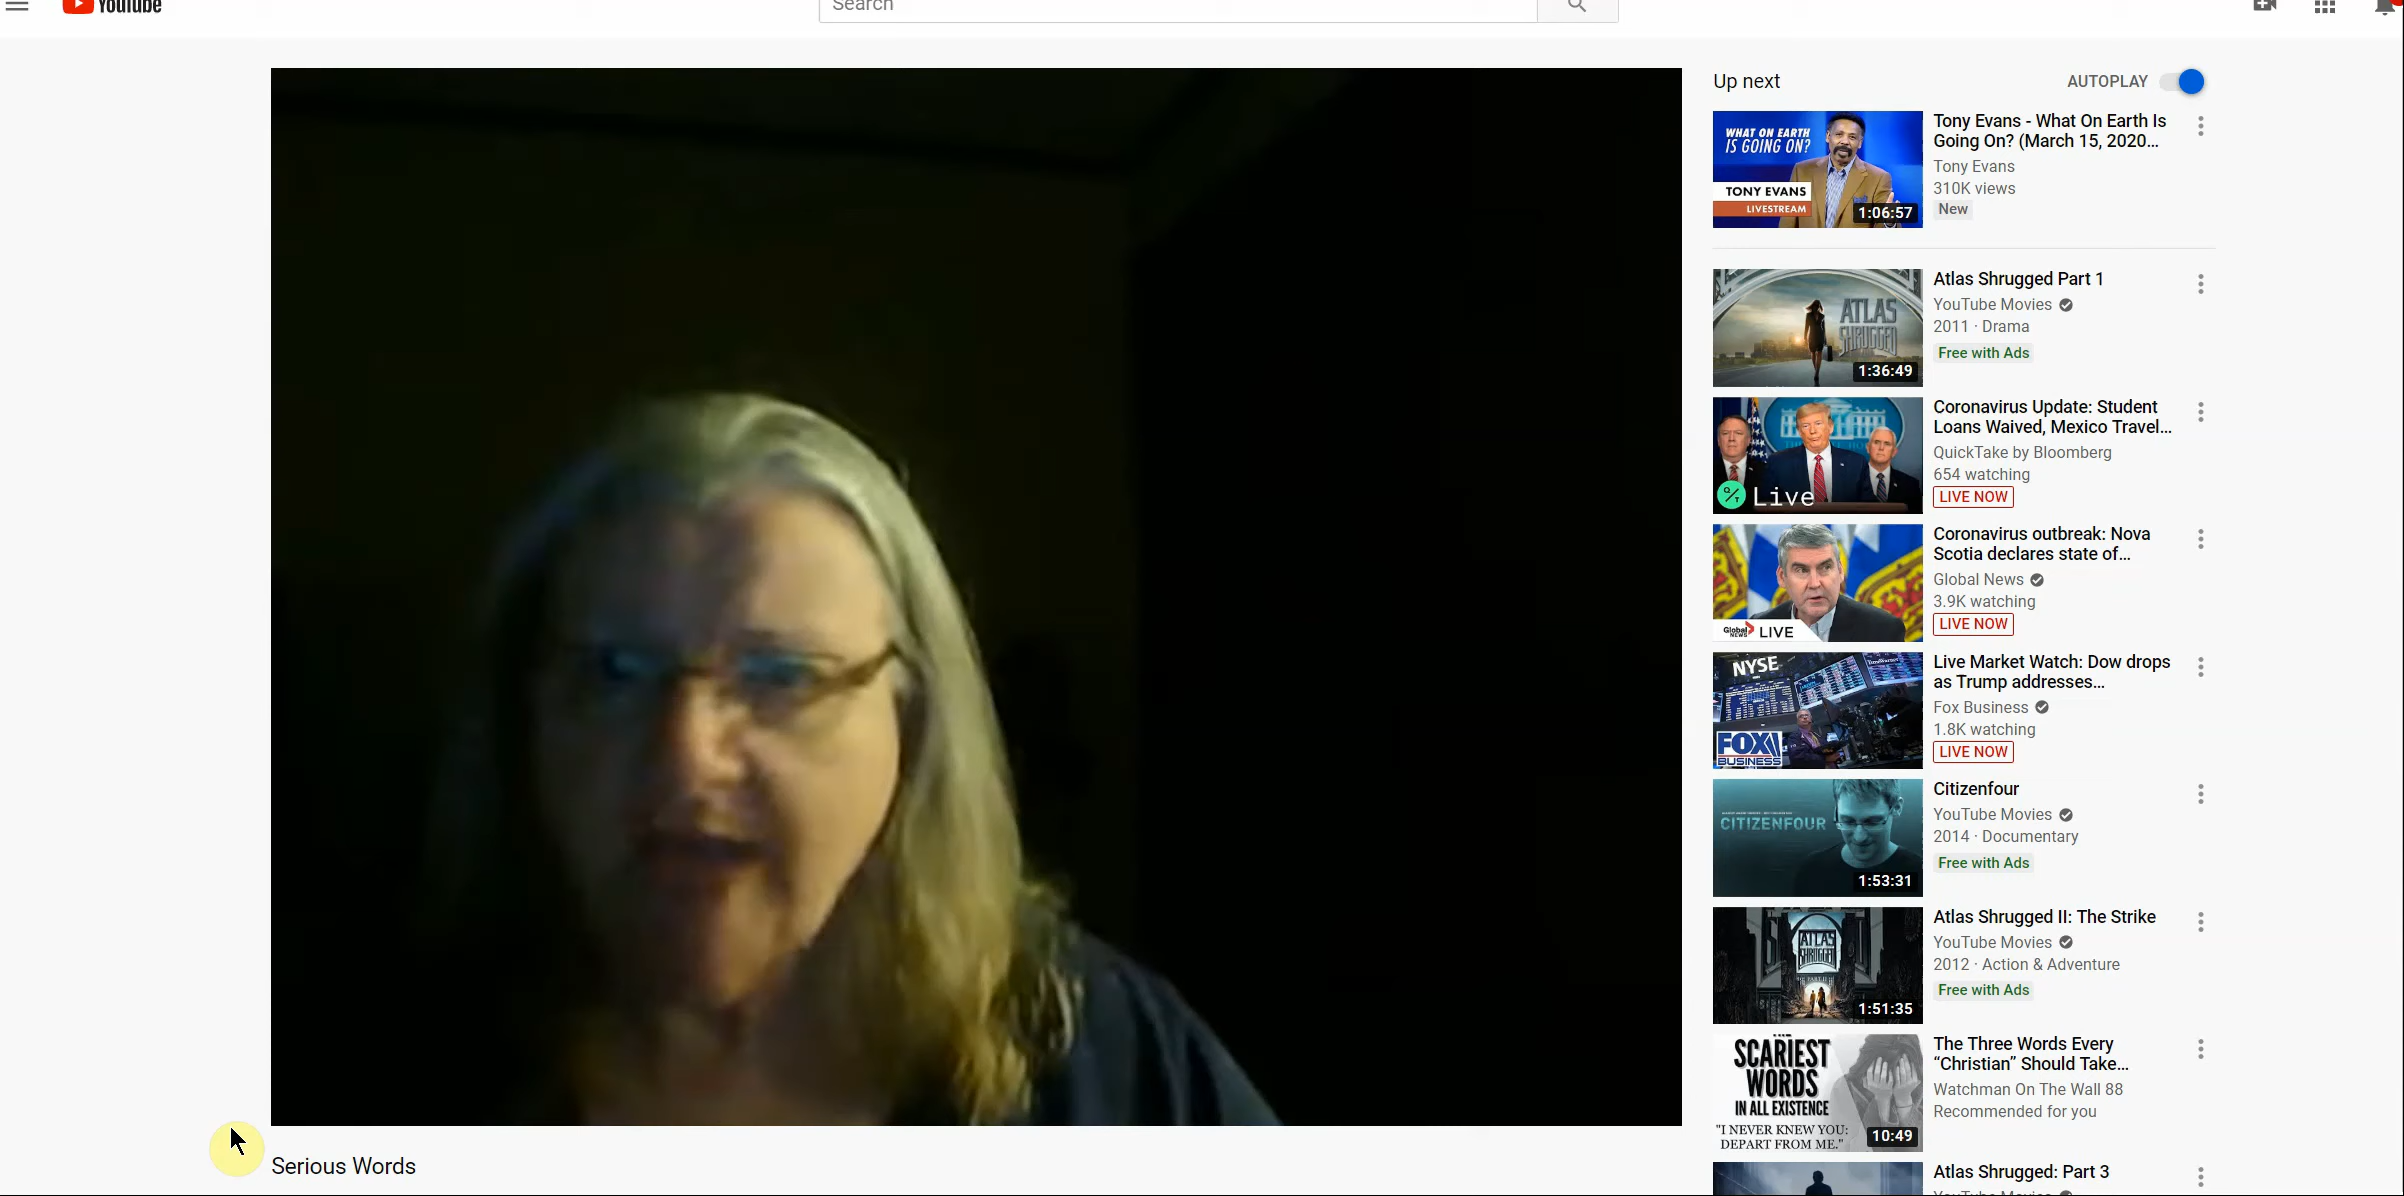 YouTube
Search
Up next
AUTOPLAY
WHAT ON EARTH
IS GOING ON?
TONY EVANS
LIVESTREAM
1:06:57
Tony Evans - What On Earth Is
Going On? (March 15, 2020...
Tony Evans
310K views
New
ATLAS
SHRUGGED
1:36:49
Atlas Shrugged Part 1
YouTube Movies
2011 · Drama
Free with Ads
Live
Coronavirus Update: Student
Loans Waived, Mexico Travel...
QuickTake by Bloomberg
654 watching
LIVE NOW
Global
NEWS
LIVE
Coronavirus outbreak: Nova
Scotia declares state of...
Global News
3.9K watching
LIVE NOW
NYSE
FOX
BUSINESS
Live Market Watch: Dow drops
as Trump addresses...
Fox Business
1.8K watching
LIVE NOW
CITIZENFOUR
1:53:31
Citizenfour
YouTube Movies
2014 · Documentary
Free with Ads
ATLAS
SHRUGGED
1:51:35
Atlas Shrugged II: The Strike
YouTube Movies
2012 · Action & Adventure
Free with Ads
SCARIEST
WORDS
IN ALL EXISTENCE
"I NEVER KNEW YOU:
DEPART FROM ME."
10:49
The Three Words Every
“Christian” Should Take...
Watchman On The Wall 88
Recommended for you
Atlas Shrugged: Part 3
Serious Words